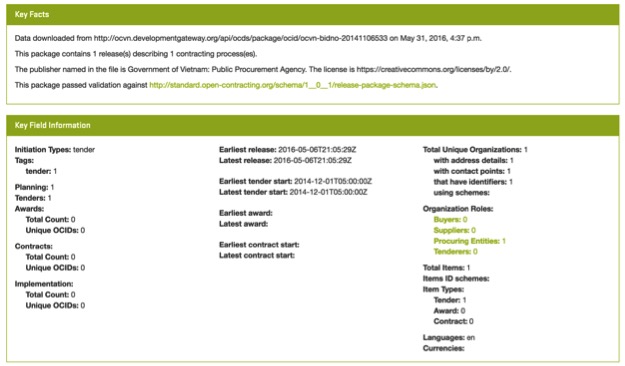 Key Facts
Data downloaded from http://ocvn.developmentgateway.org/api/ocds/package/ocid/ocvn-bidno-20141106533 on May 31, 2016, 4:37 p.m.
This package contains 1 release(s) describing 1 contracting process(es).
The publisher named in the file is Government of Vietnam: Public Procurement Agency. The license is https://creativecommons.org/licenses/by/2.0/.
This package passed validation against http://standard.open-contracting.org/schema/1__0__1/release-package-schema.json.
Key Field Information
Initiation Types: tender
Tags:
tender: 1
Planning: 1
Tenders: 1
Awards:
Total Count: 0
Unique OCIDs: 0
Contracts:
Total Count: 0
Unique OCIDs: 0
Implementation:
Total Count: 0
Unique OCIDs: 0
Earliest release: 2016-05-06T21:05:29Z
Latest release: 2016-05-06T21:05:29Z
Earliest tender start: 2014-12-01T05:00:00Z
Latest tender start: 2014-12-01T05:00:00Z
Earliest award:
Latest award:
Earliest contract start:
Latest contract start:
Total Unique Organizations: 1
with address details: 1
with contact points: 1
that have identifiers: 1
using schemes:
Organization Roles:
Buyers: 0
Suppliers: 0
Procuring Entities: 1
Tenderers: 0
Total Items: 1
Items ID schemes:
Item Types:
Tender: 1
Award: 0
Contract: 0
Languages: en
Currencies: